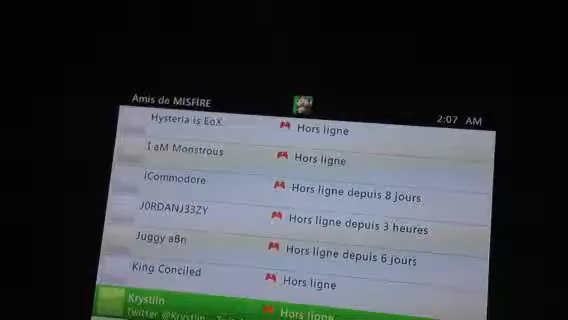 Amis de MISFIRE
2:07 AM
Hysteria is EoX Hors ligne
I aM Monstrous Hors ligne
iCommodore Hors ligne depuis 8 jours
J0RDANJ33ZY Hors ligne depuis 3 heures
Juggy aBn Hors ligne depuis 6 jours
King Conciled Hors ligne
Krystlin Hors ligne
Twitter